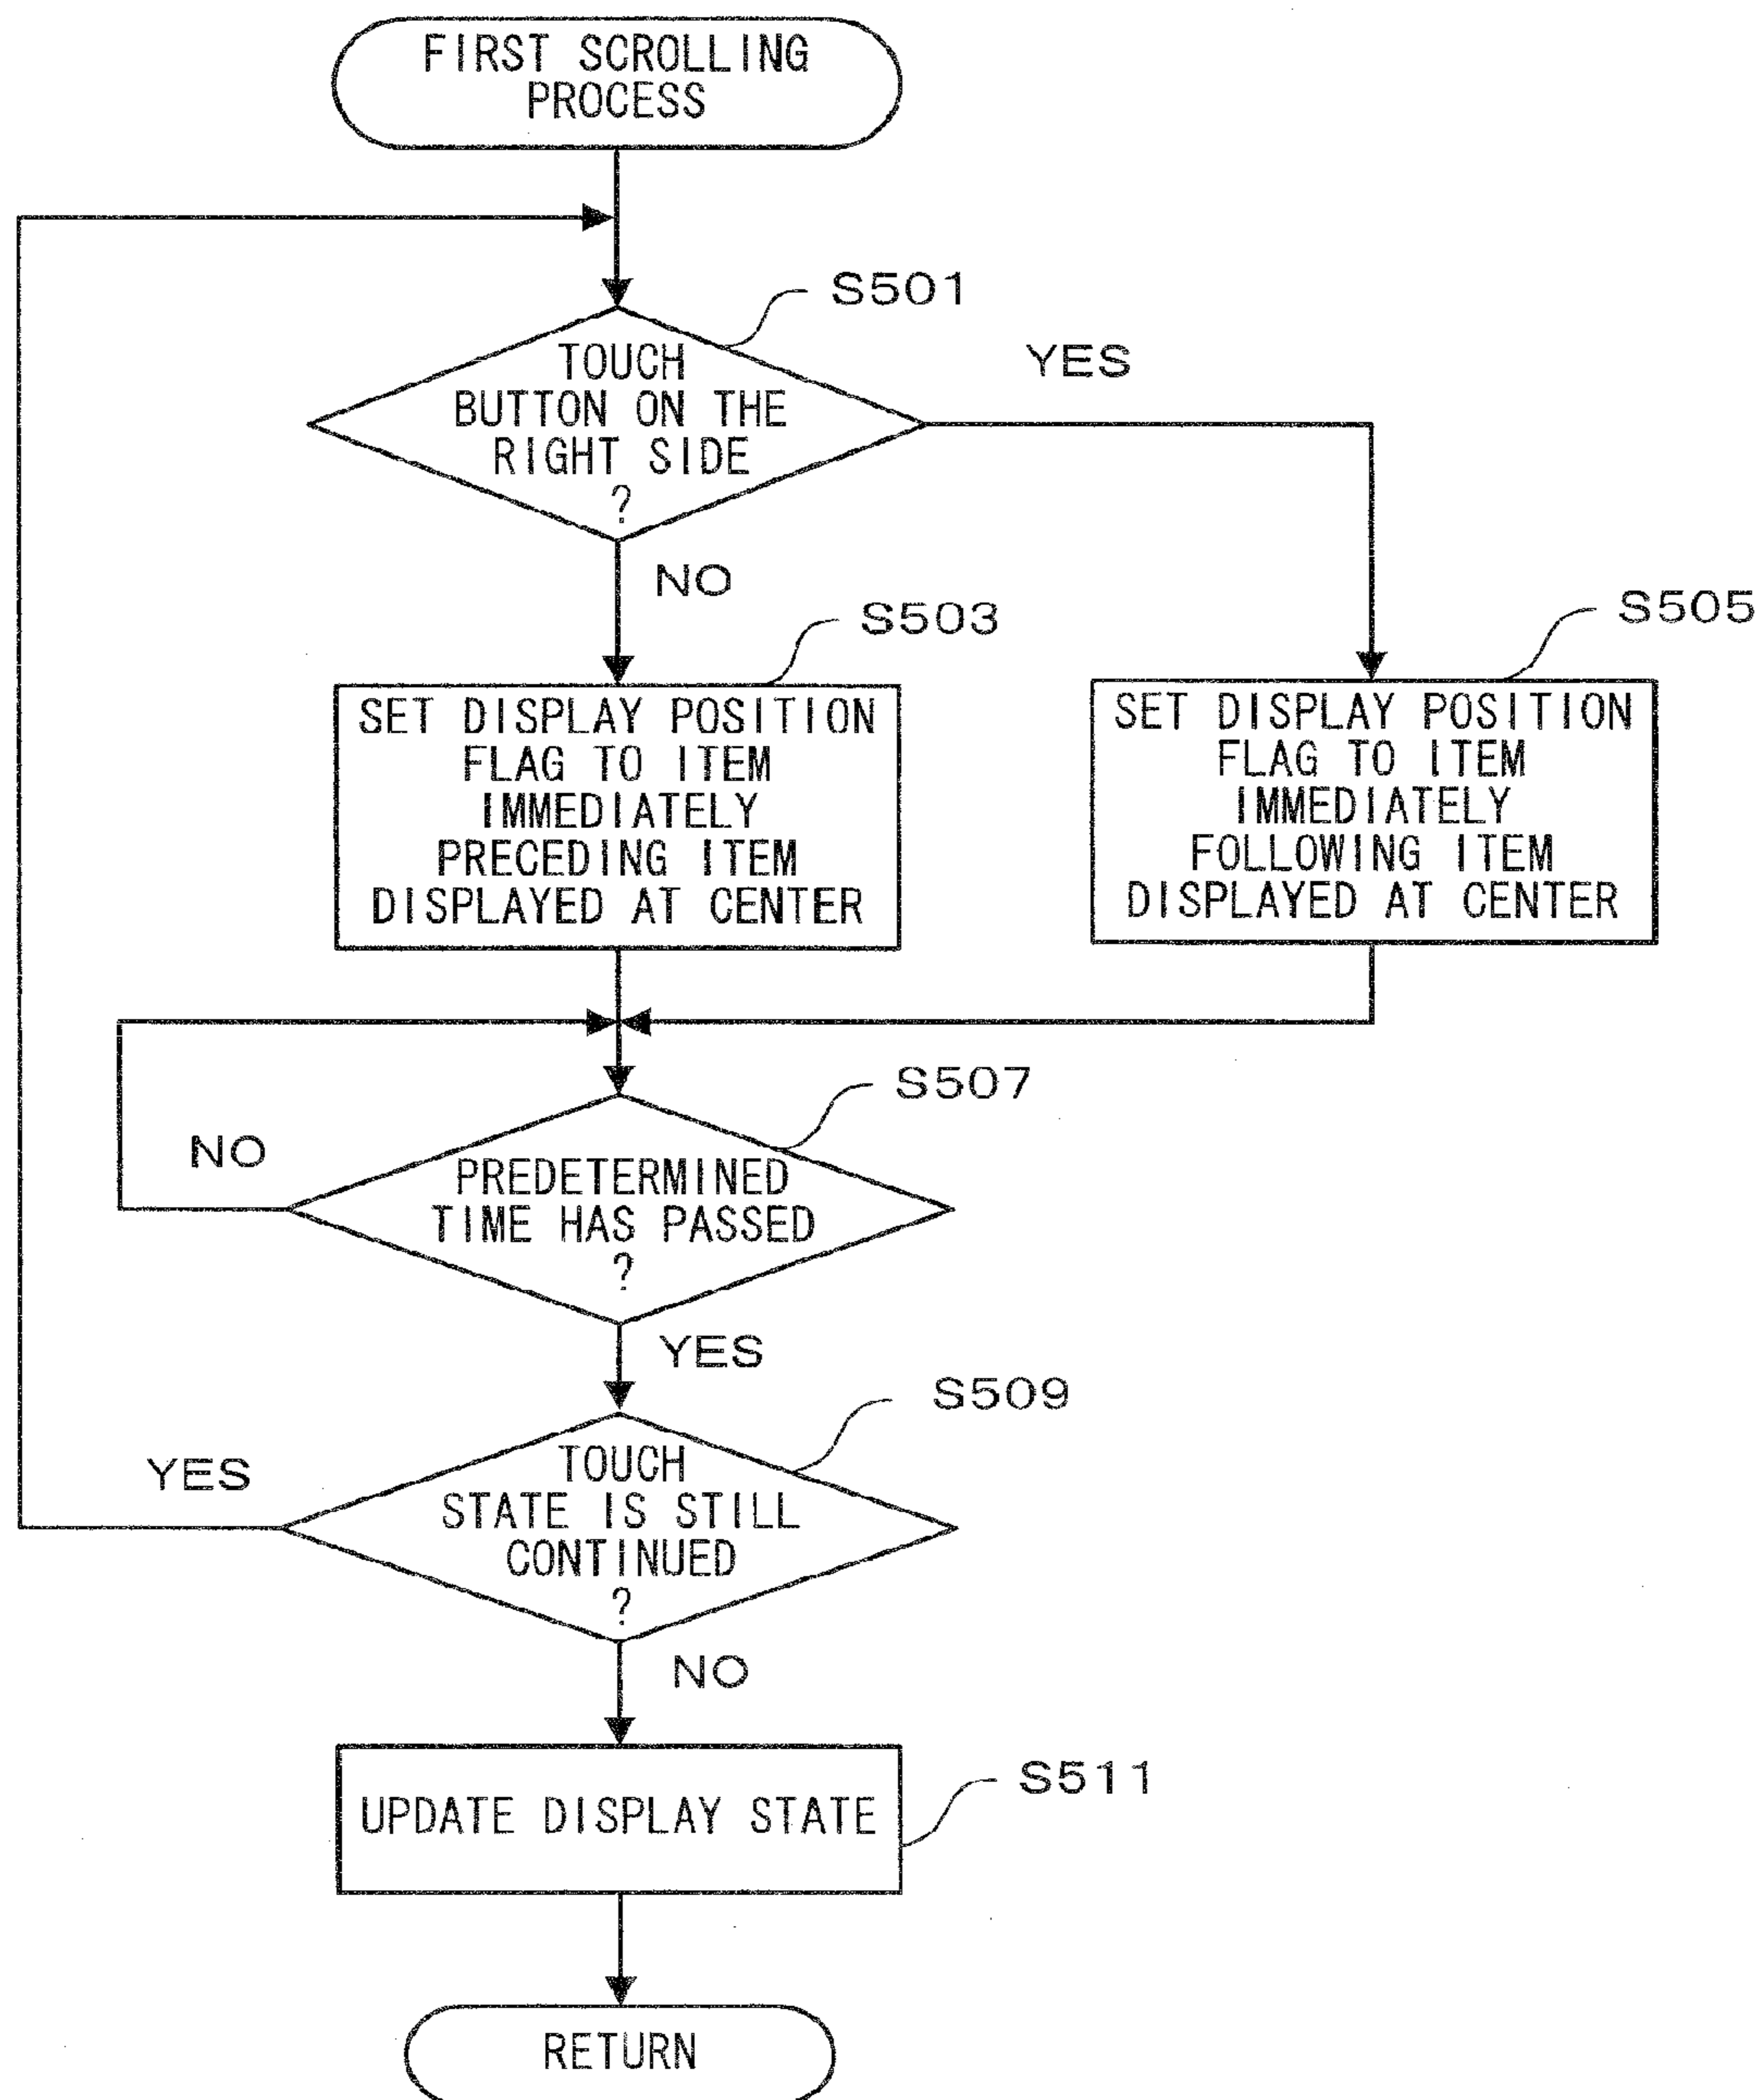 FIRST SCROLLING
PROCESS
S501
TOUCH
BUTTON ON THE
RIGHT SIDE
?
YES
NO
S503
SET DISPLAY POSITION
FLAG TO ITEM
IMMEDIATELY
PRECEDING ITEM
DISPLAYED AT CENTER
S505
SET DISPLAY POSITION
FLAG TO ITEM
IMMEDIATELY
FOLLOWING ITEM
DISPLAYED AT CENTER
S507
NO
PREDETERMINED
TIME HAS PASSED
?
YES
S509
YES
TOUCH
STATE IS STILL
CONTINUED
?
NO
S511
UPDATE DISPLAY STATE
RETURN